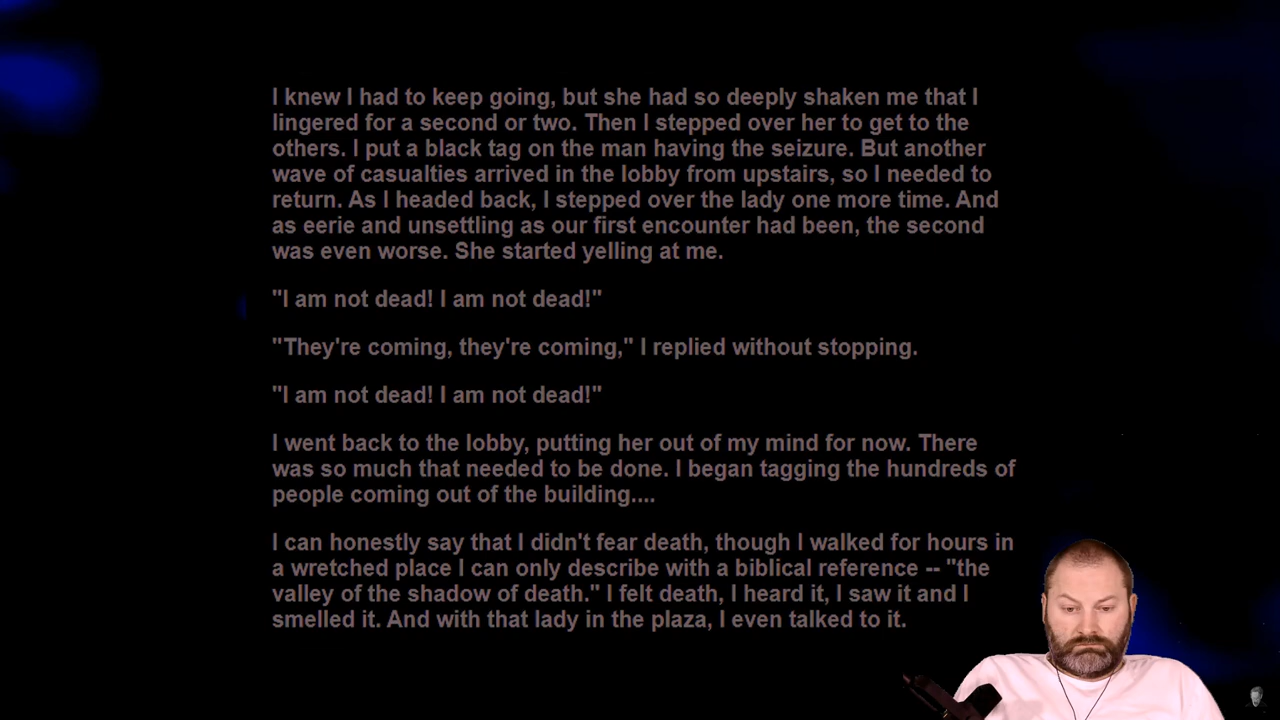 I knew I had to keep going, but she had so deeply shaken me that I
lingered for a second or two. Then I stepped over her to get to the
others. I put a black tag on the man having the seizure. But another
wave of casualties arrived in the lobby from upstairs, so I needed to
return. As I headed back, I stepped over the lady one more time. And
as eerie and unsettling as our first encounter had been, the second
was even worse. She started yelling at me.
"I am not dead! I am not dead!"
"They're coming, they're coming," I replied without stopping.
"I am not dead! I am not dead!"
I went back to the lobby, putting her out of my mind for now. There
was so much that needed to be done. I began tagging the hundreds of
people coming out of the building....
I can honestly say that I didn't fear death, though I walked for hours in
a wretched place I can only describe with a biblical reference -- "the
valley of the shadow of death." I felt death, I heard it, I saw it and I
smelled it. And with that lady in the plaza, I even talked to it.